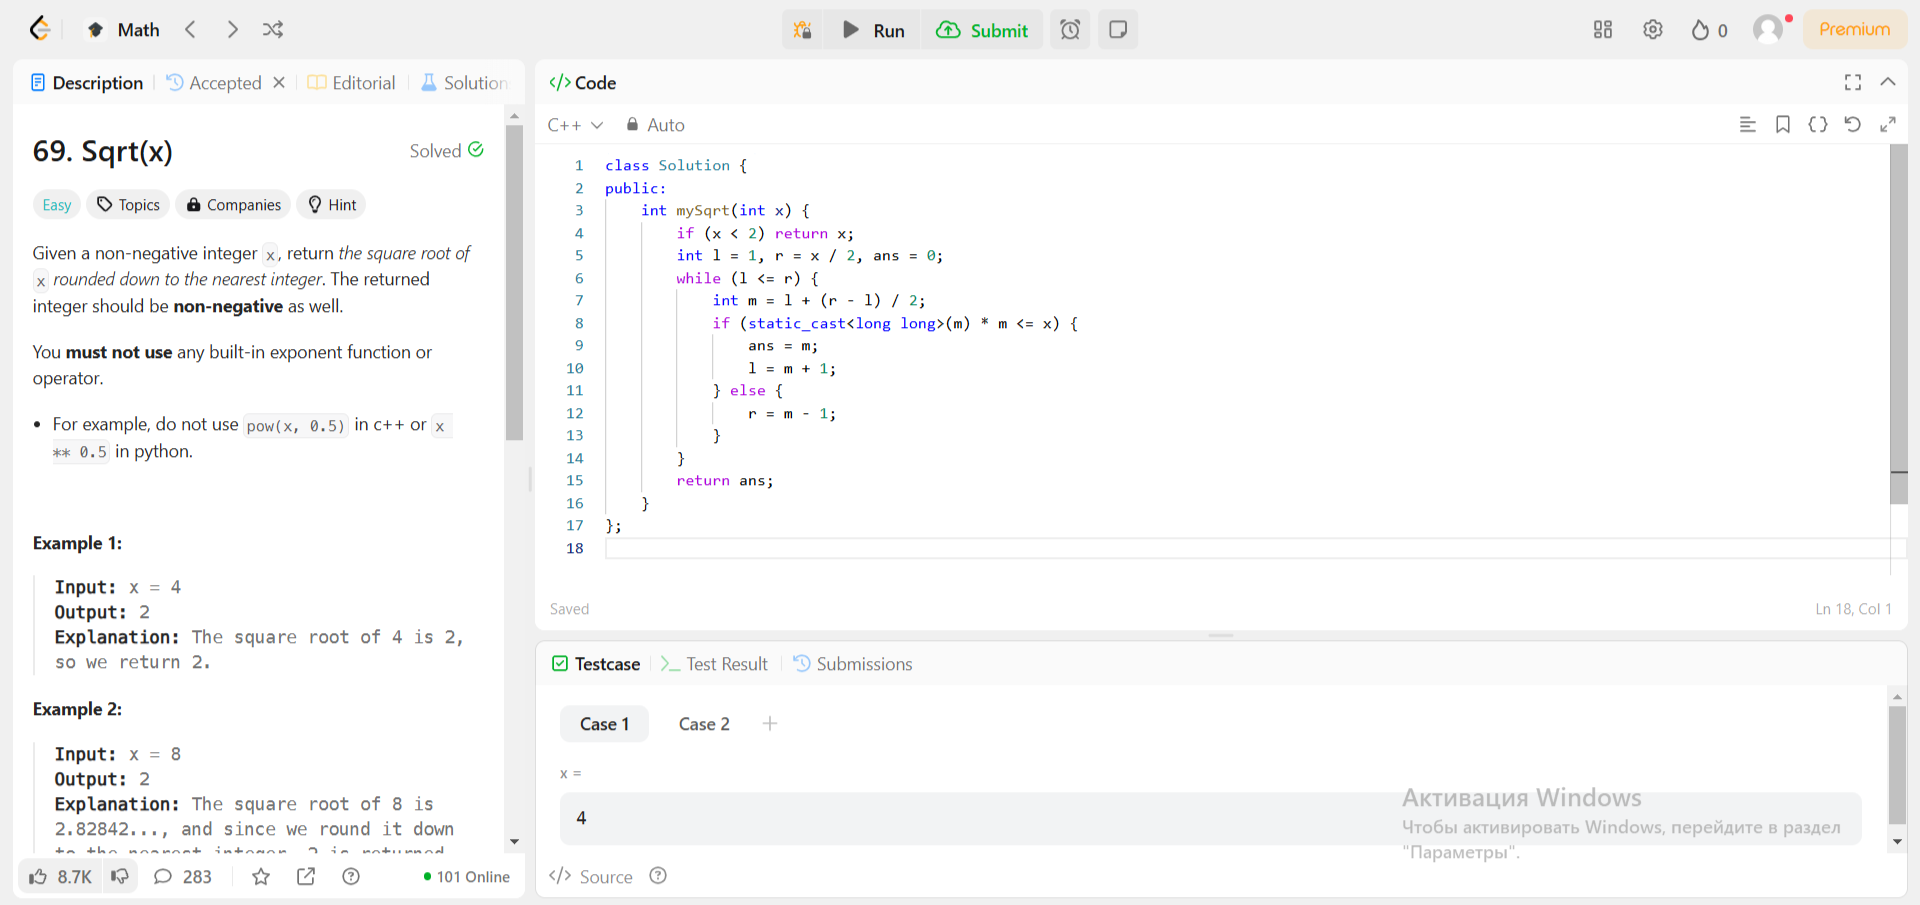 Math
Run
Submit
0
Premium
Description
Accepted
Editorial
Solution
69. Sqrt(x)
Solved
Easy
Topics
Companies
Hint
Given a non-negative integer x, return the square root of
x rounded down to the nearest integer. The returned
integer should be non-negative as well.
You must not use any built-in exponent function or
operator.
• For example, do not use pow(x, 0.5) in c++ or x
** 0.5 in python.
Example 1:
Input: x = 4
Output: 2
Explanation: The square root of 4 is 2,
so we return 2.
Example 2:
Input: x = 8
Output: 2
Explanation: The square root of 8 is
2.82842..., and since we round it down
to the nearest integer, 2 is returned.
8.7K
283
101 Online
</> Code
C++
Auto
1 class Solution {
2 public:
3 int mySqrt(int x) {
4 if (x < 2) return x;
5 int l = 1, r = x / 2, ans = 0;
6 while (l <= r) {
7 int m = l + (r - l) / 2;
8 if (static_cast<long long>(m) * m <= x) {
9 ans = m;
10 l = m + 1;
11 } else {
12 r = m - 1;
13 }
14 }
15 return ans;
16 }
17 };
18
Saved
Ln 18, Col 1
Testcase
Test Result
Submissions
Case 1
Case 2
x =
4
Активация Windows
Чтобы активировать Windows, перейдите в раздел
"Параметры".
</> Source